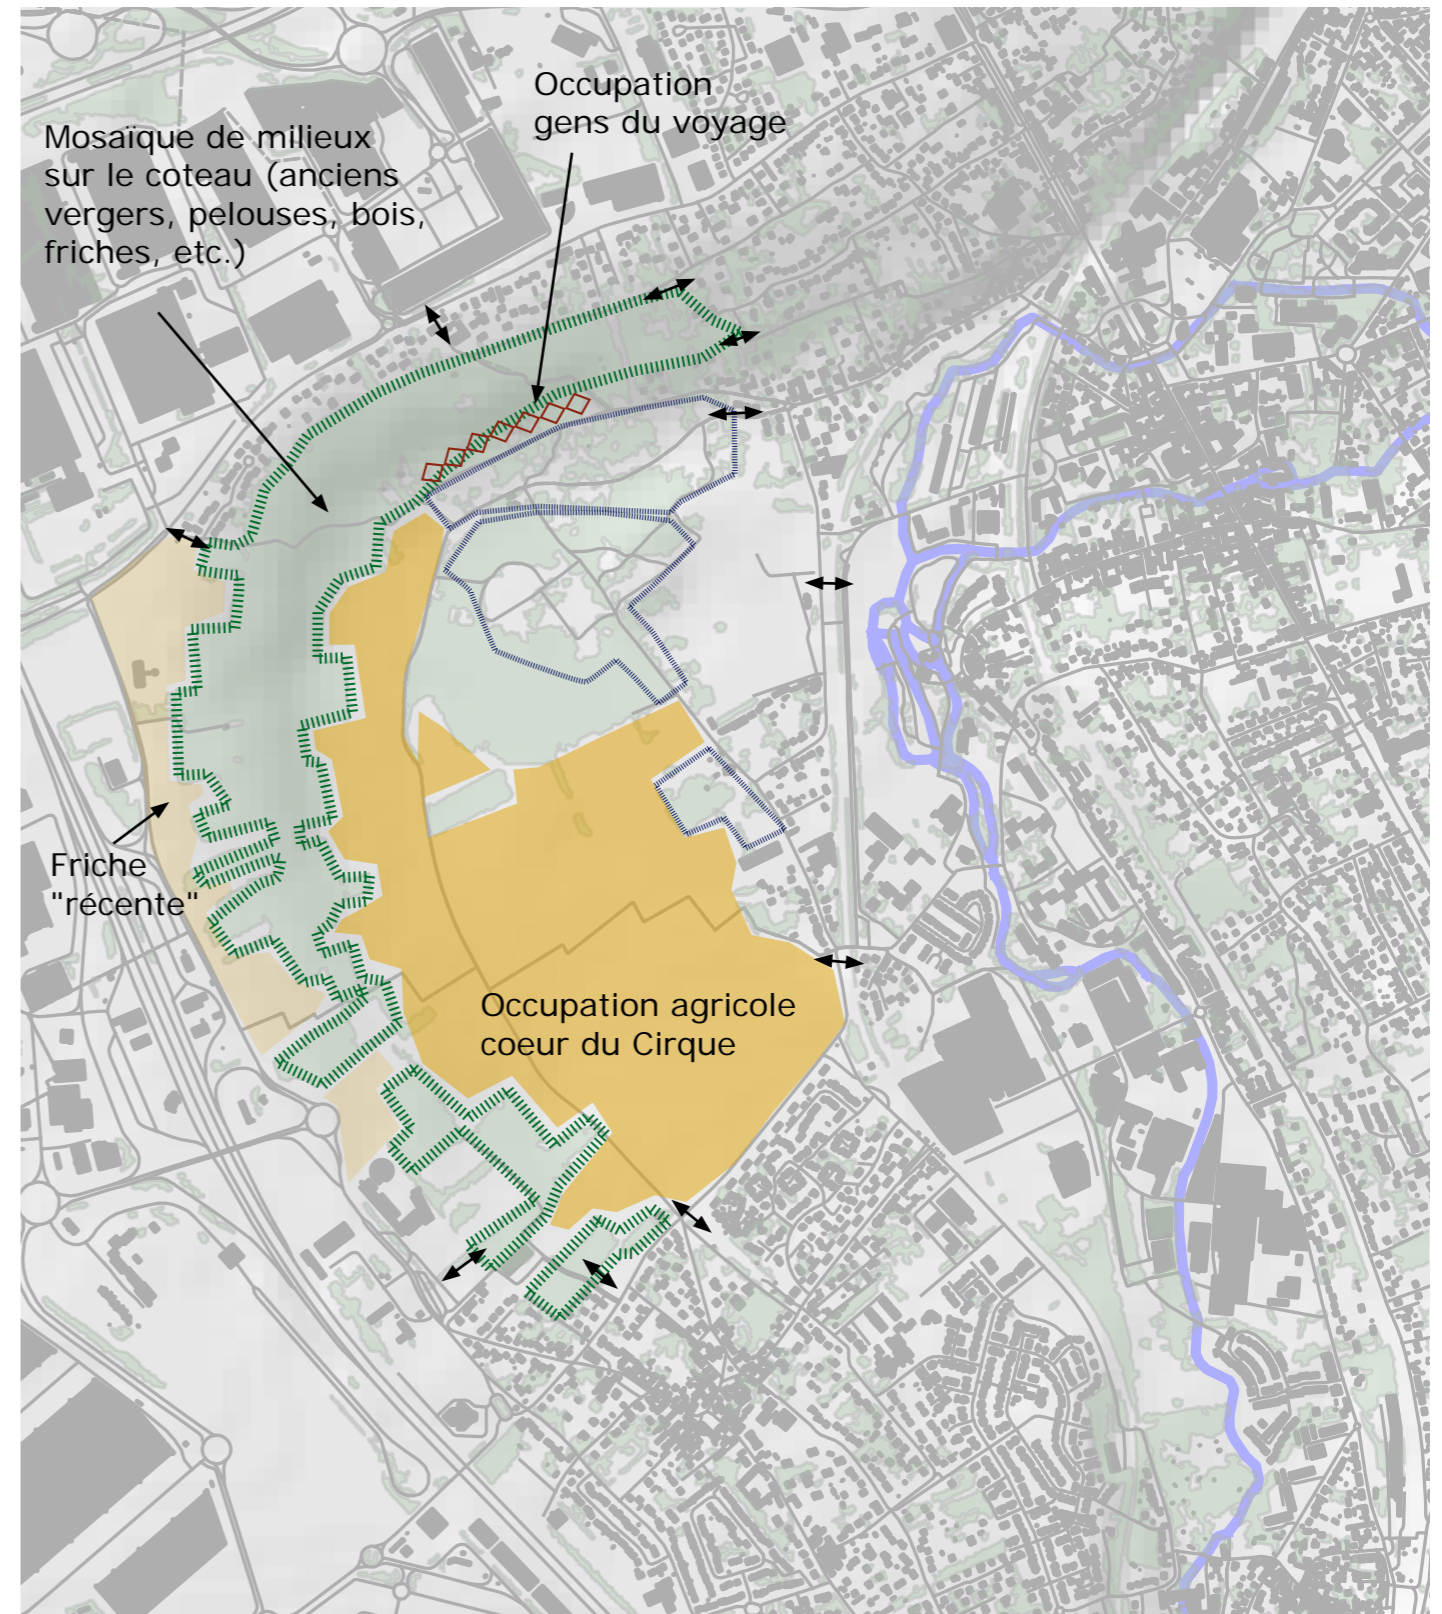 Occupation
gens du voyage
Mosaïque de milieux
sur le coteau (anciens
vergers, pelouses, bois,
friches, etc.)
Friche
"récente"
Occupation agricole
coeur du Cirque